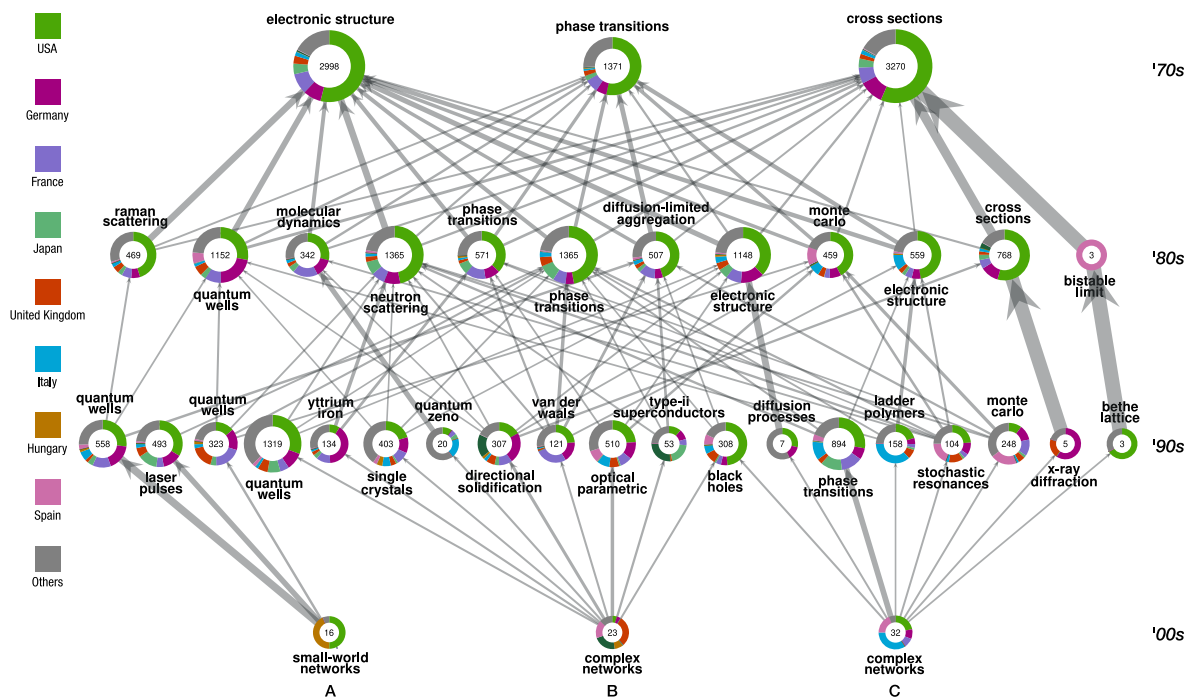 USA
Germany
France
Japan
United Kingdom
Italy
Hungary
Spain
Others
electronic structure
phase transitions
cross sections
2998
1371
3270
'70s
raman
scattering
molecular
dynamics
phase
transitions
diffusion-limited
aggregation
monte
carlo
cross
sections
469
1152
342
1365
571
1365
507
1148
459
559
768
3
'80s
quantum
wells
neutron
scattering
phase
transitions
electronic
structure
electronic
structure
bistable
limit
quantum
wells
quantum
wells
yttrium
iron
quantum
zeno
van der
waals
type-ii
superconductors
diffusion
processes
ladder
polymers
monte
carlo
bethe
lattice
558
493
323
1319
134
403
20
307
121
510
53
308
7
894
158
104
248
5
3
'90s
laser
pulses
quantum
wells
single
crystals
directional
solidification
optical
parametric
black
holes
phase
transitions
stochastic
resonances
x-ray
diffraction
16
23
32
'00s
small-world
networks
complex
networks
complex
networks
A
B
C